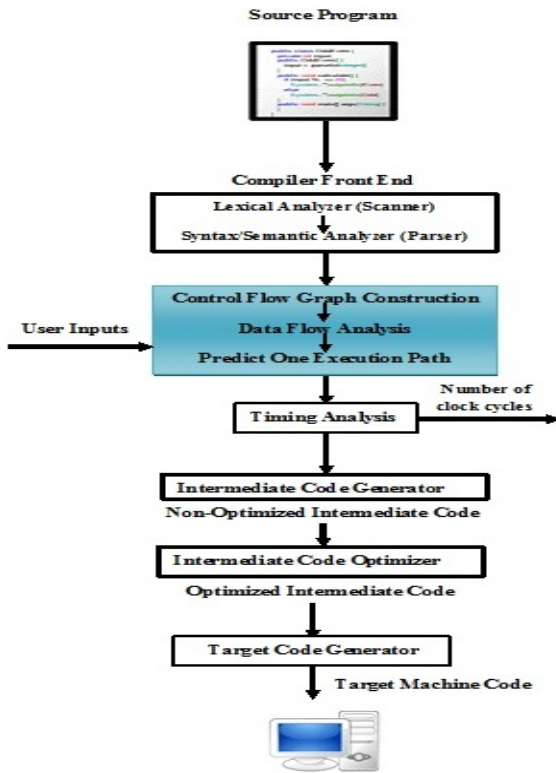 Source Program
Compiler Front End
Lexical Analyzer (Scanner)
Syntax/Semantic Analyzer (Parser)
Control Flow Graph Construction
User Inputs
Data Flow Analysis
Predict One Execution Path
Number of
clock cycles
Timing Analysis
Intermediate Code Generator
Non-Optimized Intermediate Code
Intermediate Code Optimizer
Optimized Intermediate Code
Target Code Generator
Target Machine Code